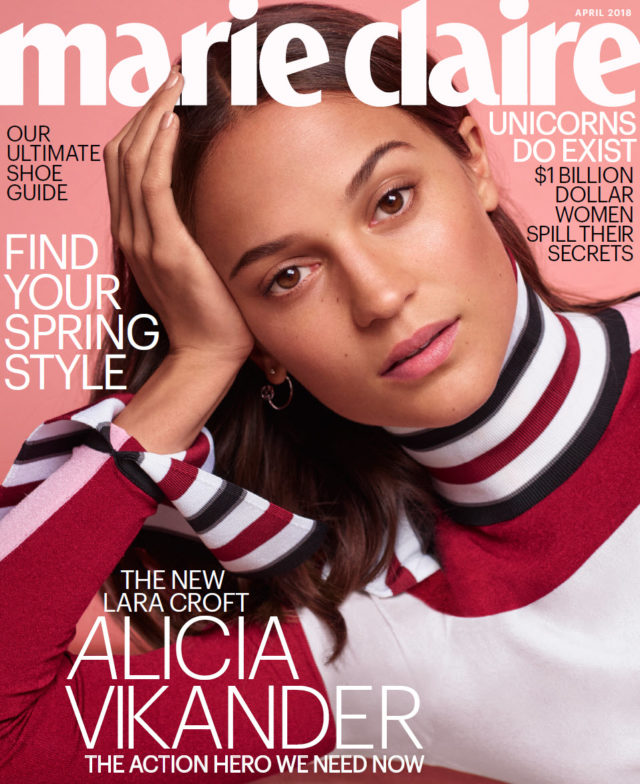 APRIL 2018
marie claire
OUR
ULTIMATE
SHOE
GUIDE
UNICORNS
DO EXIST
$1 BILLION
DOLLAR
WOMEN
SPILL THEIR
SECRETS
FIND
YOUR
SPRING
STYLE
THE NEW
LARA CROFT
ALICIA
VIKANDER
THE ACTION HERO WE NEED NOW